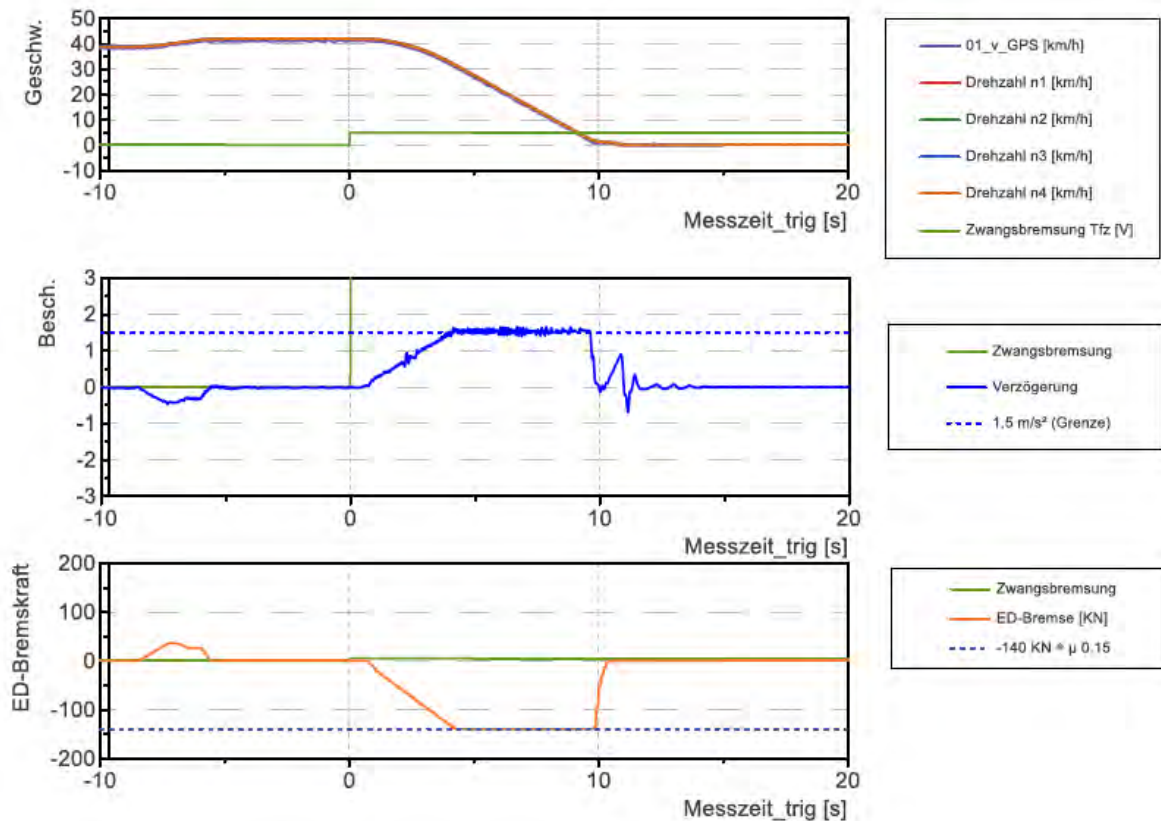 Geschw.
50
40
30
20
10
0
-10
-10
0
10
20
Messzeit_trig [s]
01_v_GPS [km/h]
Drehzahl n1 [km/h]
Drehzahl n2 [km/h]
Drehzahl n3 [km/h]
Drehzahl n4 [km/h]
Zwangsbremsung Tfz [V]
Besch.
3
2
1
0
-1
-2
-3
-10
0
10
20
Messzeit_trig [s]
Zwangsbremsung
Verzögerung
1.5 m/s² (Grenze)
ED-Bremskraft
200
100
0
-100
-200
-10
0
10
20
Messzeit_trig [s]
Zwangsbremsung
ED-Bremse [KN]
-140 KN = µ 0.15